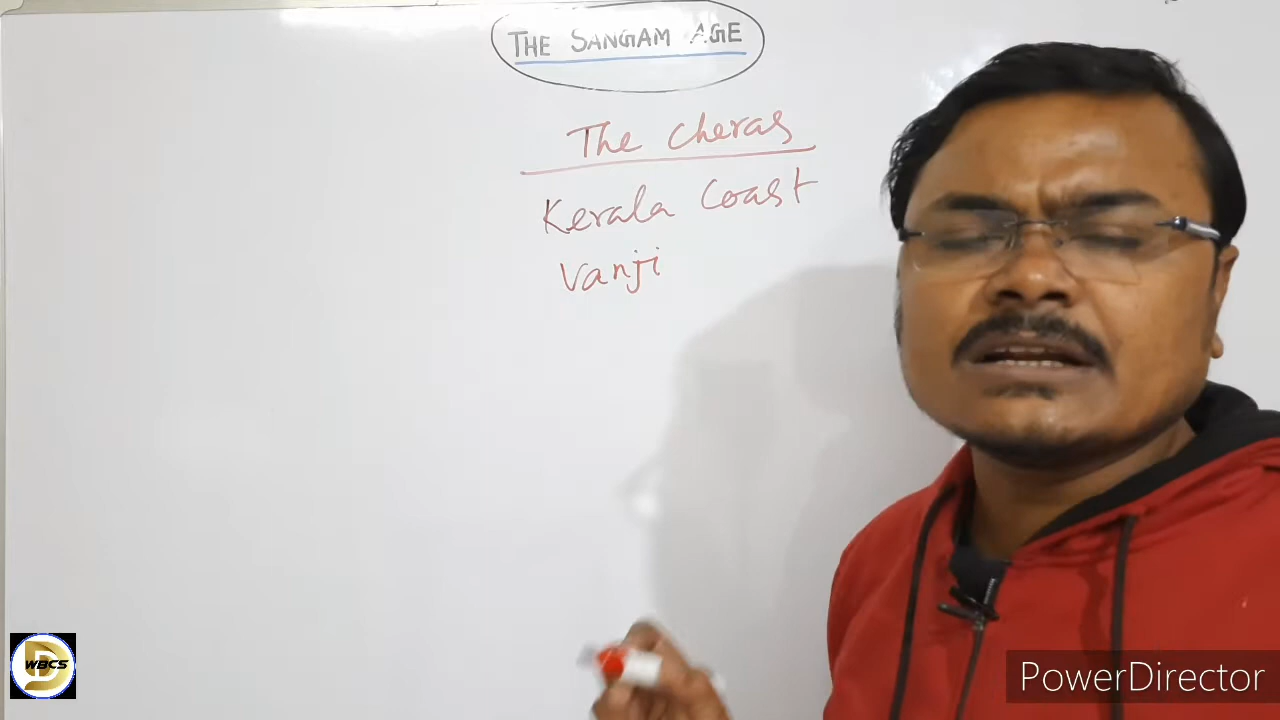 THE SANGAM AGE
The Cheras
Kerala Coast
Vanji
WBCS
PowerDirector